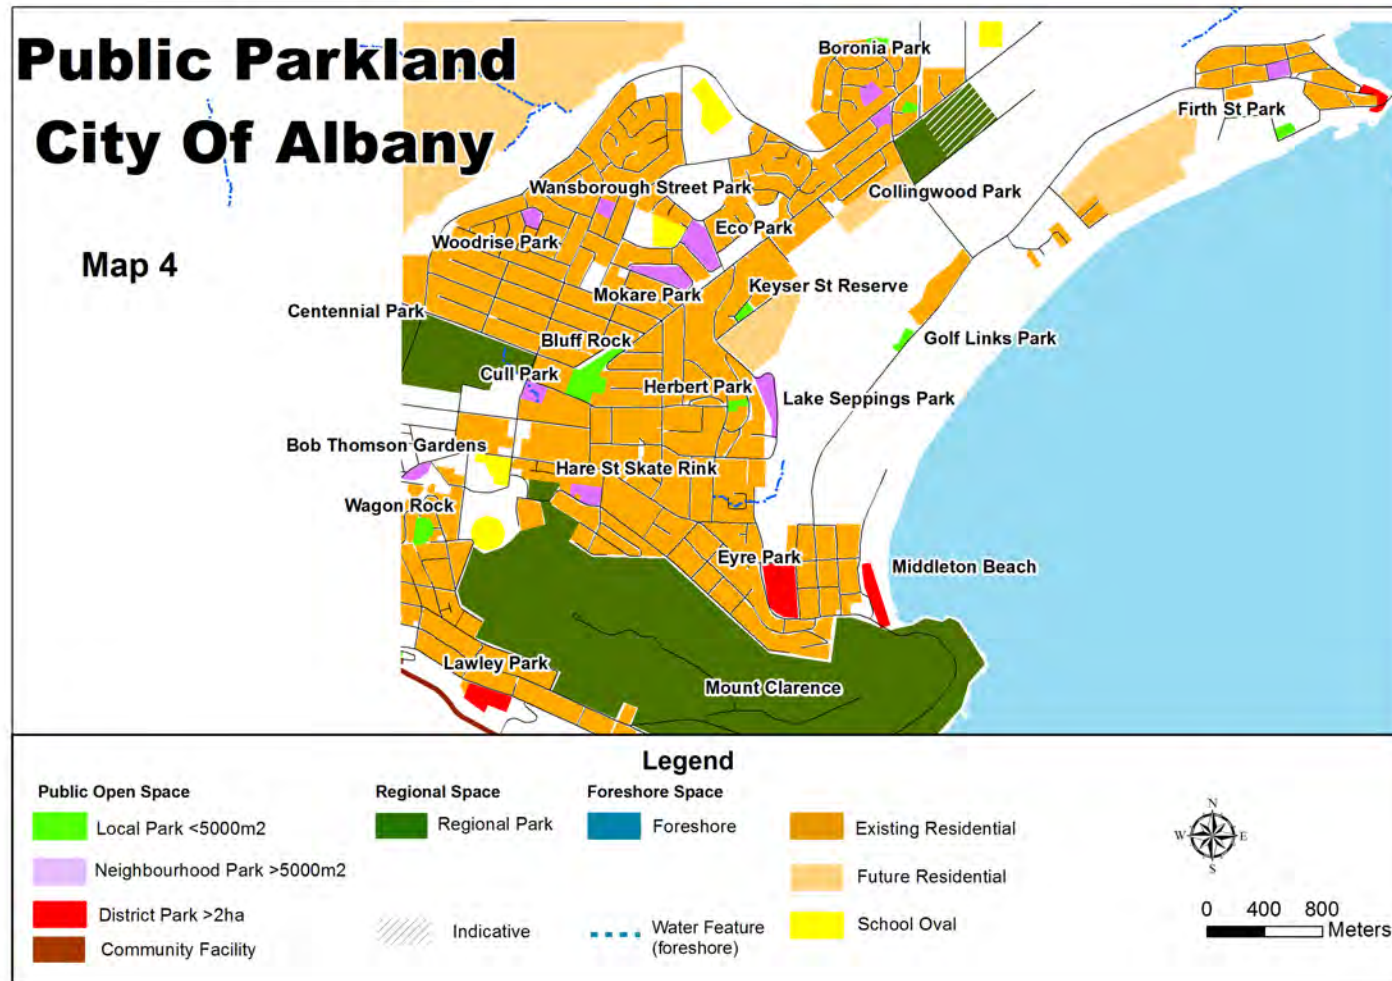 Public Parkland
City Of Albany
Map 4
Boronia Park
Firth St Park
Wansborough Street Park
Collingwood Park
Eco Park
Woodrise Park
Keyser St Reserve
Mokare Park
Centennial Park
Bluff Rock
Golf Links Park
Cull Park
Herbert Park
Lake Seppings Park
Bob Thomson Gardens
Hare St Skate Rink
Wagon Rock
Eyre Park
Middleton Beach
Lawley Park
Mount Clarence
Legend
Public Open Space
Local Park <5000m2
Neighbourhood Park >5000m2
District Park >2ha
Community Facility
Regional Space
Regional Park
Indicative
Foreshore Space
Foreshore
Water Feature
(foreshore)
Existing Residential
Future Residential
School Oval
N
W E
S
0 400 800
Meters